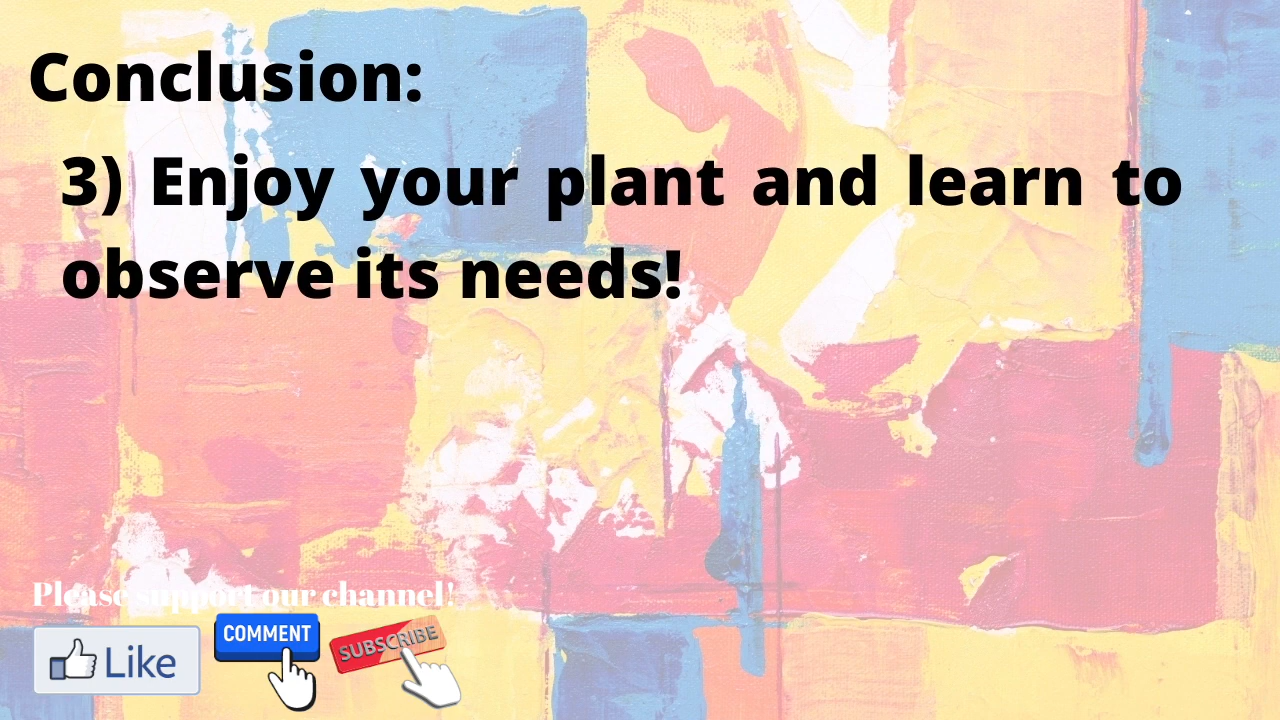 Conclusion:
3) Enjoy your plant and learn to
observe its needs!
Please support our channel!
Like
COMMENT
SUBSCRIBE